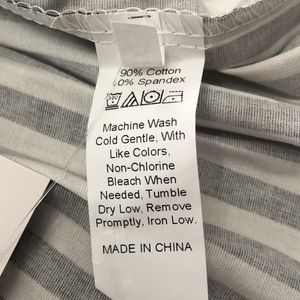 90% Cotton
0% Spandex
Machine Wash
Cold Gentle, With
Like Colors,
Non-Chlorine
Bleach When
Needed, Tumble
Dry Low, Remove
Promptly, Iron Low.
MADE IN CHINA